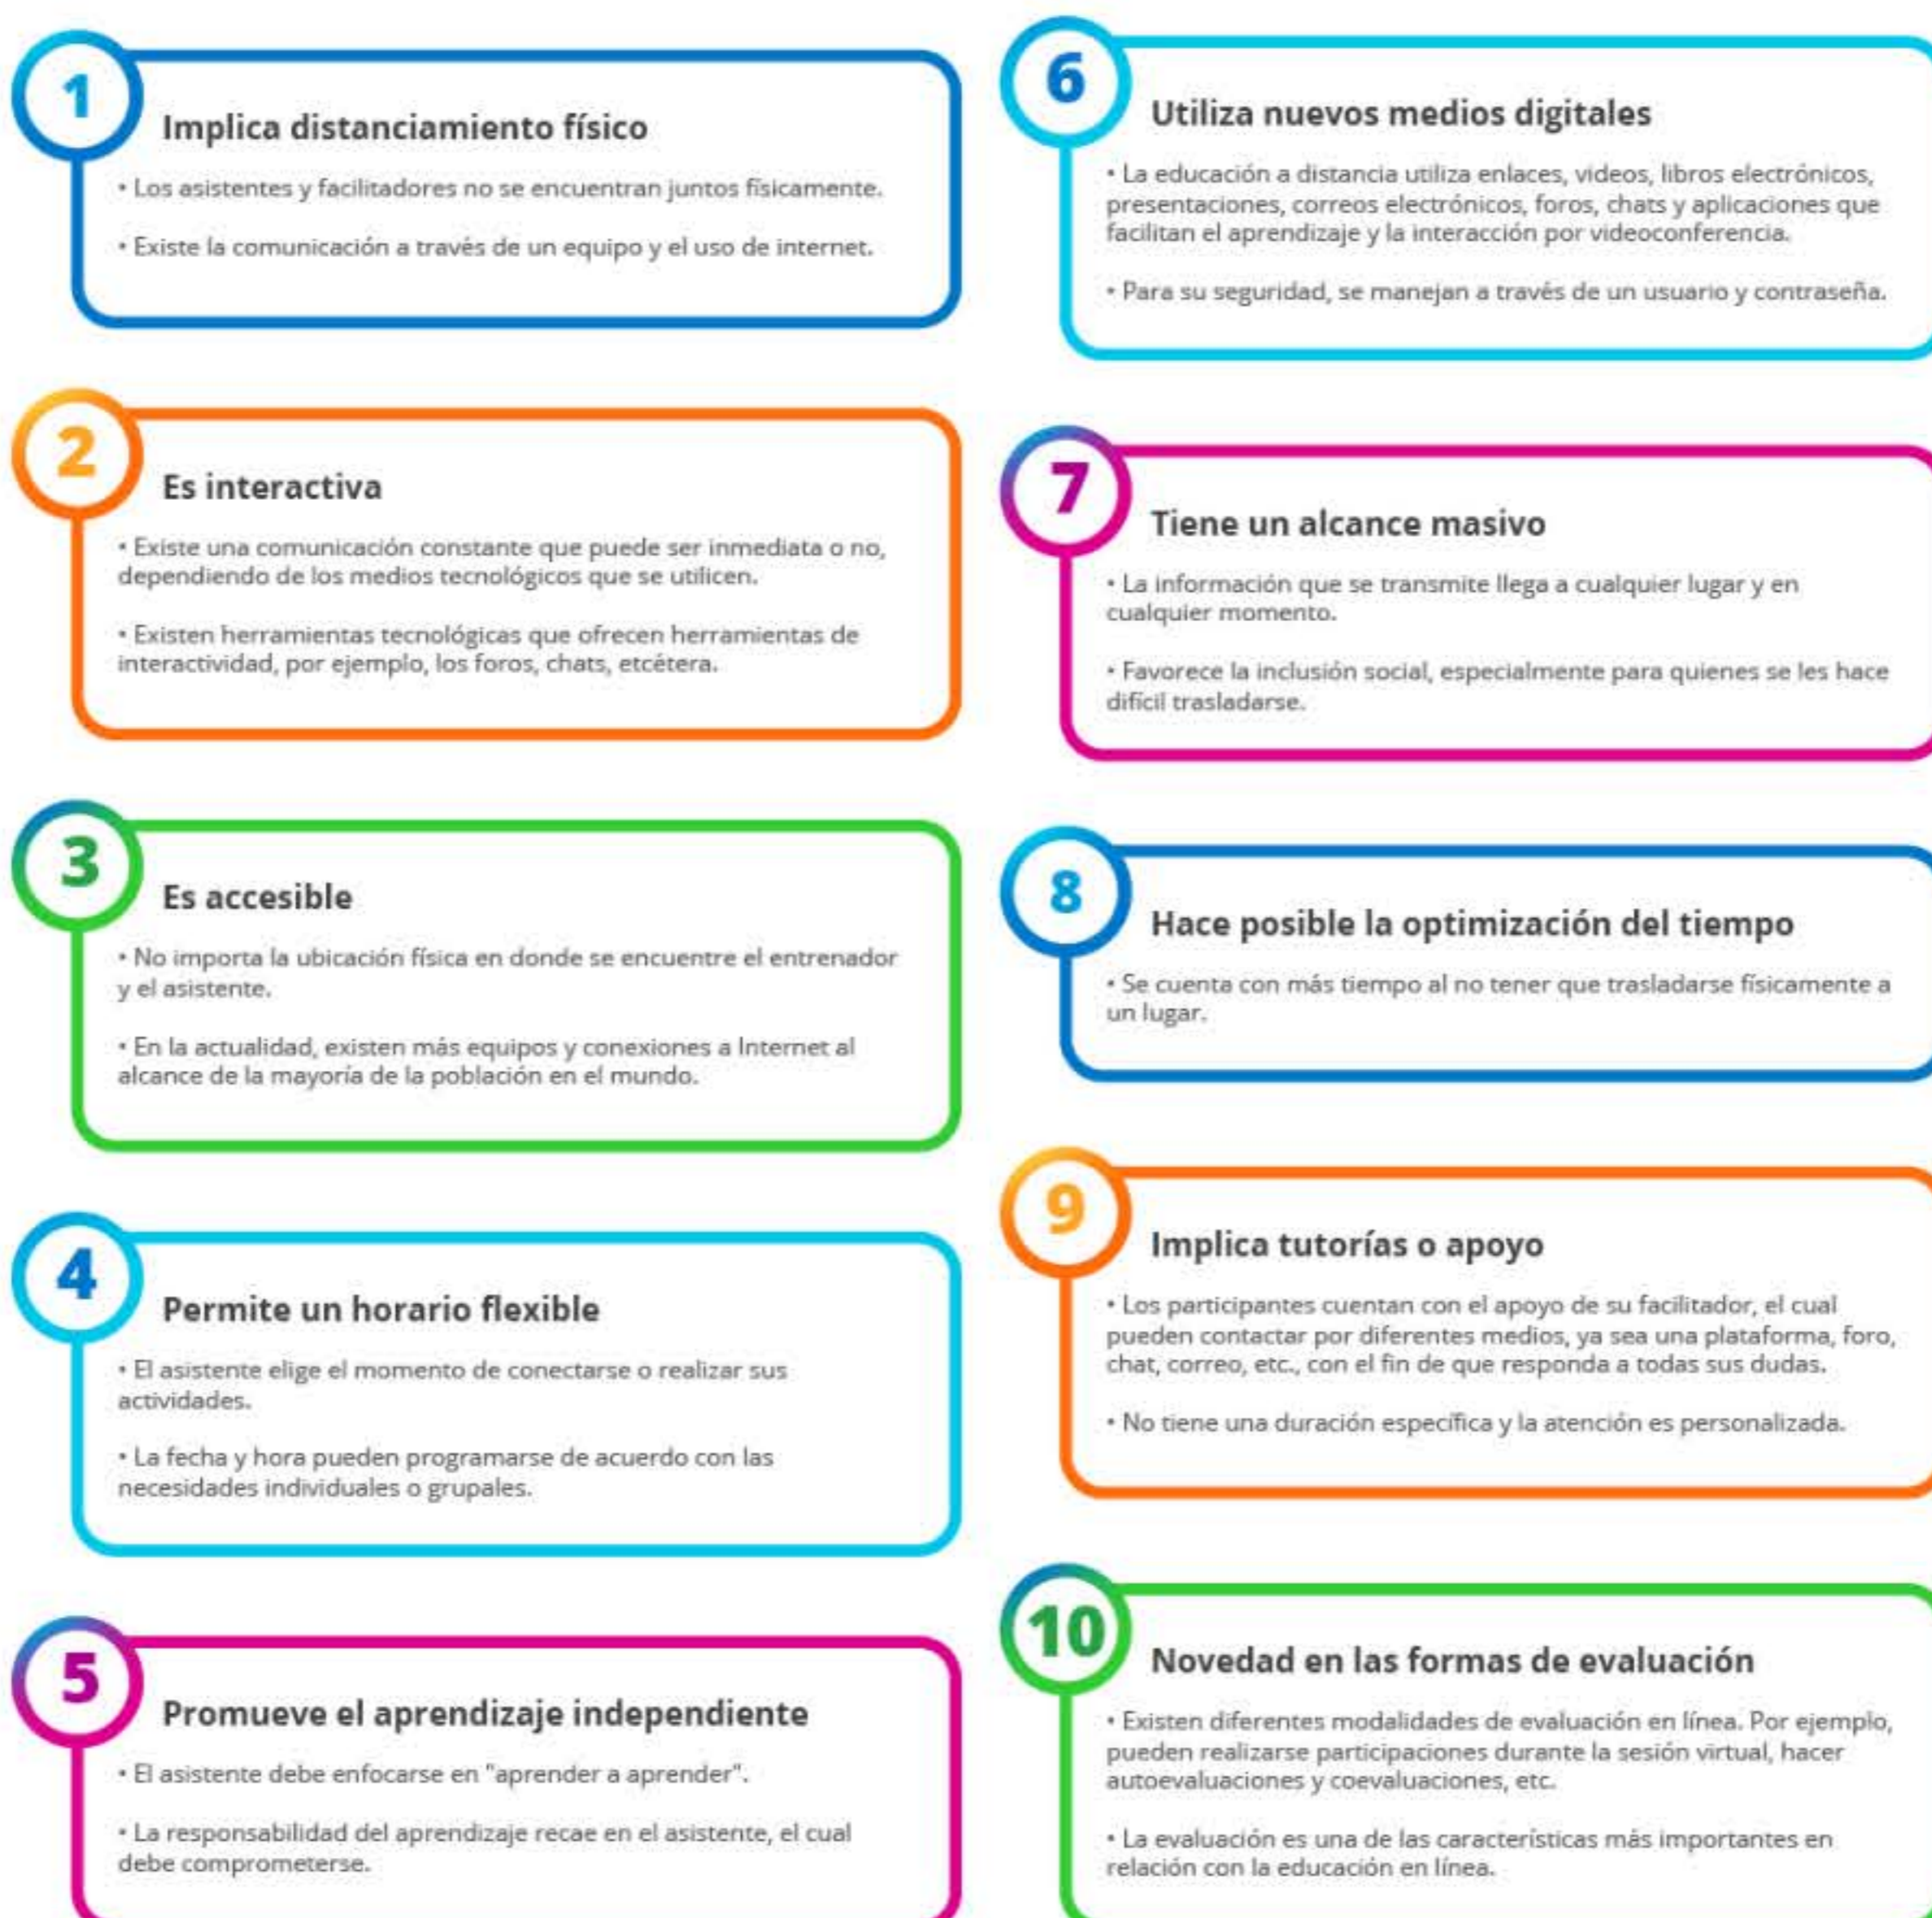 1
Implica distanciamiento físico
• Los asistentes y facilitadores no se encuentran juntos físicamente.
• Existe la comunicación a través de un equipo y el uso de internet.
2
Es interactiva
• Existe una comunicación constante que puede ser inmediata o no,
dependiendo de los medios tecnológicos que se utilicen.
• Existen herramientas tecnológicas que ofrecen herramientas de
interactividad, por ejemplo, los foros, chats, etcétera.
3
Es accesible
• No importa la ubicación física en donde se encuentre el entrenador
y el asistente.
• En la actualidad, existen más equipos y conexiones a Internet al
alcance de la mayoría de la población en el mundo.
4
Permite un horario flexible
• El asistente elige el momento de conectarse o realizar sus
actividades.
• La fecha y hora pueden programarse de acuerdo con las
necesidades individuales o grupales.
5
Promueve el aprendizaje independiente
• El asistente debe enfocarse en "aprender a aprender".
• La responsabilidad del aprendizaje recae en el asistente, el cual
debe comprometerse.
6
Utiliza nuevos medios digitales
• La educación a distancia utiliza enlaces, videos, libros electrónicos,
presentaciones, correos electrónicos, foros, chats y aplicaciones que
facilitan el aprendizaje y la interacción por videoconferencia.
• Para su seguridad, se manejan a través de un usuario y contraseña.
7
Tiene un alcance masivo
• La información que se transmite llega a cualquier lugar y en
cualquier momento.
• Favorece la inclusión social, especialmente para quienes se les hace
difícil trasladarse.
8
Hace posible la optimización del tiempo
• Se cuenta con más tiempo al no tener que trasladarse físicamente a
un lugar.
9
Implica tutorías o apoyo
• Los participantes cuentan con el apoyo de su facilitador, el cual
pueden contactar por diferentes medios, ya sea una plataforma, foro,
chat, correo, etc., con el fin de que responda a todas sus dudas.
• No tiene una duración específica y la atención es personalizada.
10
Novedad en las formas de evaluación
• Existen diferentes modalidades de evaluación en línea. Por ejemplo,
pueden realizarse participaciones durante la sesión virtual, hacer
autoevaluaciones y coevaluaciones, etc.
• La evaluación es una de las características más importantes en
relación con la educación en línea.